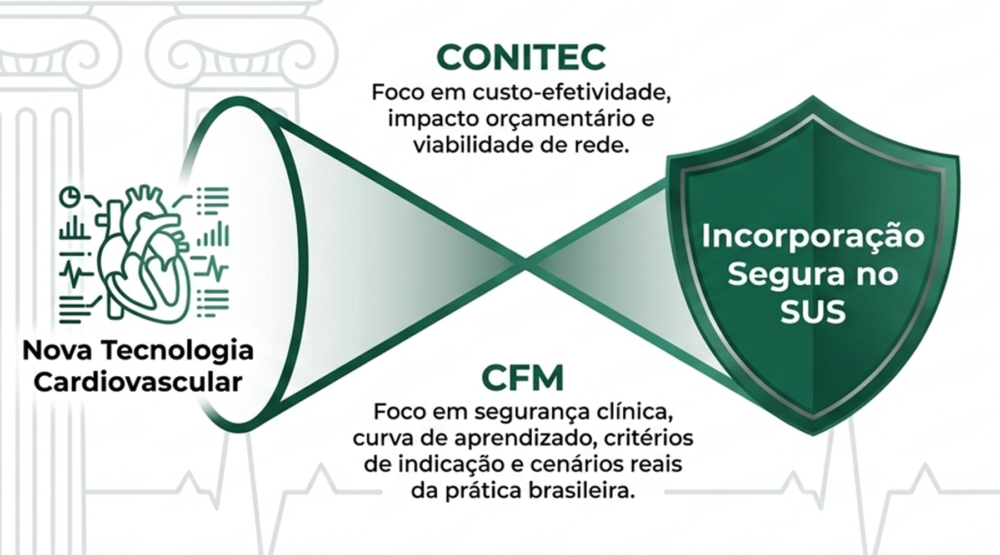 CONITEC
Foco em custo-efetividade,
impacto orçamentário e
viabilidade de rede.
Nova Tecnologia
Cardiovascular
Incorporação
Segura no
SUS
CFM
Foco em segurança clínica,
curva de aprendizado, critérios
de indicação e cenários reais
da prática brasileira.